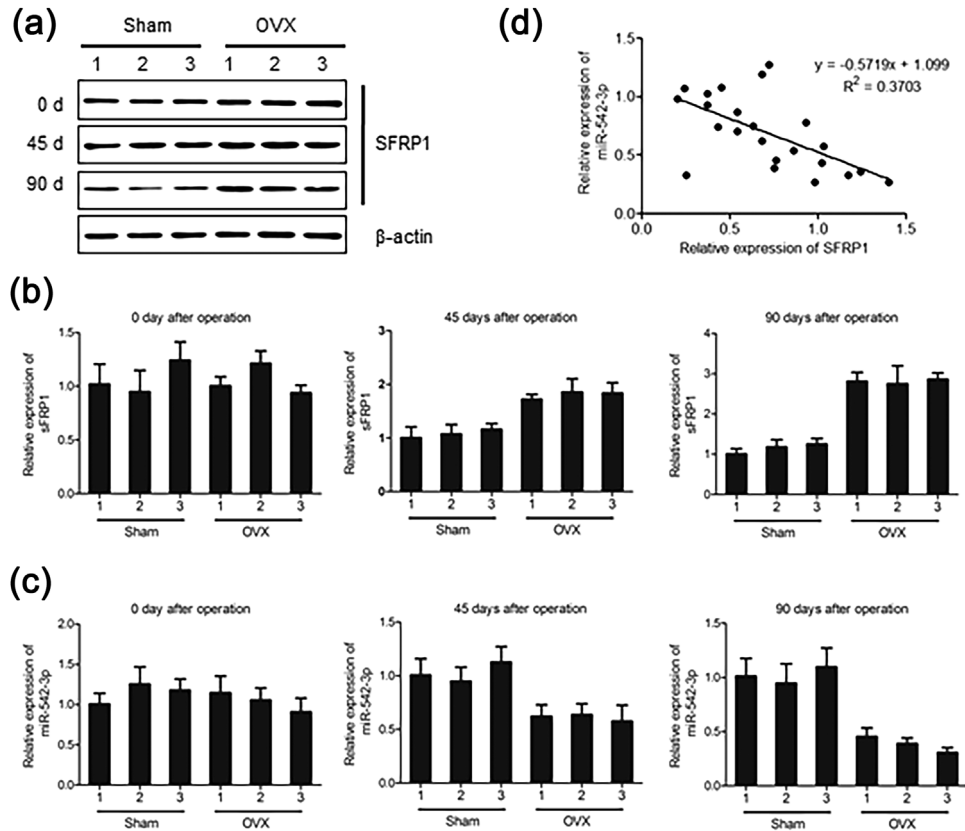 (a)
Sham OVX
1 2 3 1 2 3
0 d
45 d
90 d
SFRP1
β-actin
(d)
Relative expression of
miR-542-3p
1.5
1.0
0.5
0.0
y = -0.5719x + 1.099
R² = 0.3703
0.0 0.5 1.0 1.5
Relative expression of SFRP1
(b)
0 day after operation
Relative expression of
sFRP1
1.5
1.0
0.5
0.0
1 2 3 1 2 3
Sham OVX
45 days after operation
Relative expression of
sFRP1
3
2
1
0
1 2 3 1 2 3
Sham OVX
90 days after operation
Relative expression of
sFRP1
4
3
2
1
0
1 2 3 1 2 3
Sham OVX
(c)
0 day after operation
Relative expression of
miR-542-3p
2.0
1.5
1.0
0.5
0.0
1 2 3 1 2 3
Sham OVX
45 days after operation
Relative expression of
miR-542-3p
1.5
1.0
0.5
0.0
1 2 3 1 2 3
Sham OVX
90 days after operation
Relative expression of
miR-542-3p
1.5
1.0
0.5
0.0
1 2 3 1 2 3
Sham OVX